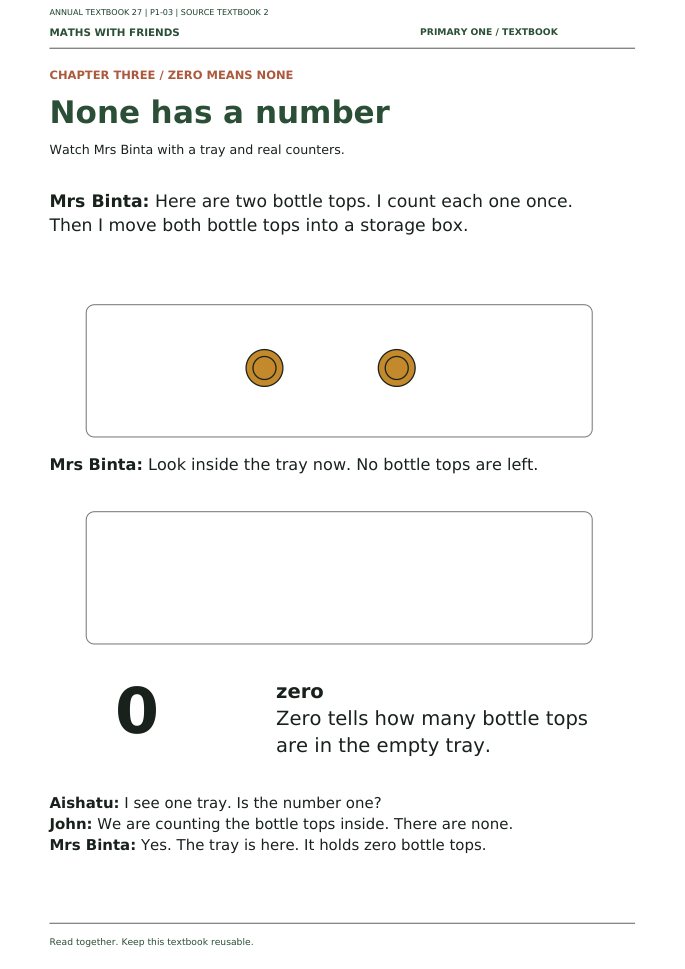 ANNUAL TEXTBOOK 27 | P1-03 | SOURCE TEXTBOOK 2
MATHS WITH FRIENDS
PRIMARY ONE / TEXTBOOK
CHAPTER THREE / ZERO MEANS NONE
None has a number
Watch Mrs Binta with a tray and real counters.
Mrs Binta: Here are two bottle tops. I count each one once.
Then I move both bottle tops into a storage box.
Mrs Binta: Look inside the tray now. No bottle tops are left.
0
zero
Zero tells how many bottle tops
are in the empty tray.
Aishatu: I see one tray. Is the number one?
John: We are counting the bottle tops inside. There are none.
Mrs Binta: Yes. The tray is here. It holds zero bottle tops.
Read together. Keep this textbook reusable.